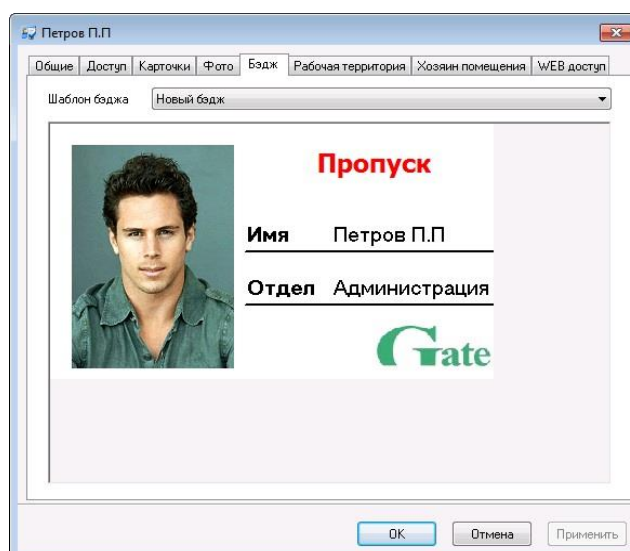 Петров П.П
Общие Доступ Карточки Фото Бэдж Рабочая территория Хозяин помещения WEB доступ
Шаблон бэджа Новый бэдж
Пропуск
Имя Петров П.П
Отдел Администрация
Gate
OK Отмена Применить